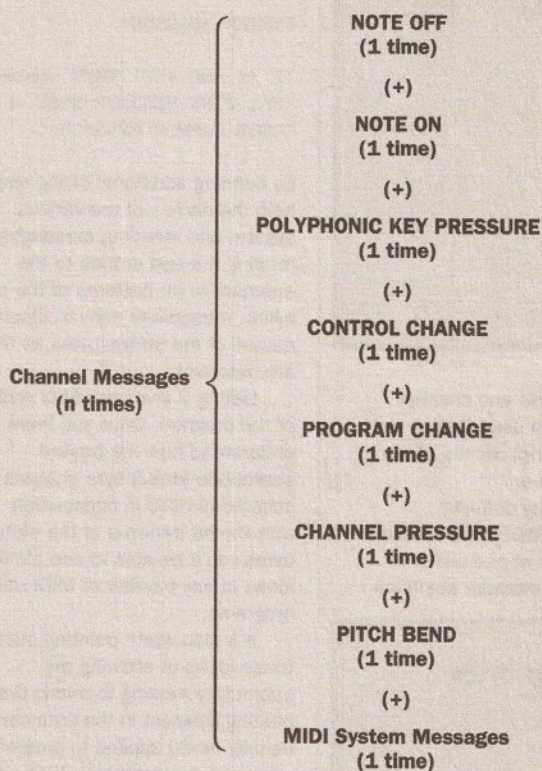 NOTE OFF
(1 time)
(+)
NOTE ON
(1 time)
(+)
POLYPHONIC KEY PRESSURE
(1 time)
(+)
CONTROL CHANGE
(1 time)
(+)
Channel Messages
(n times)
PROGRAM CHANGE
(1 time)
(+)
CHANNEL PRESSURE
(1 time)
(+)
PITCH BEND
(1 time)
(+)
MIDI System Messages
(1 time)